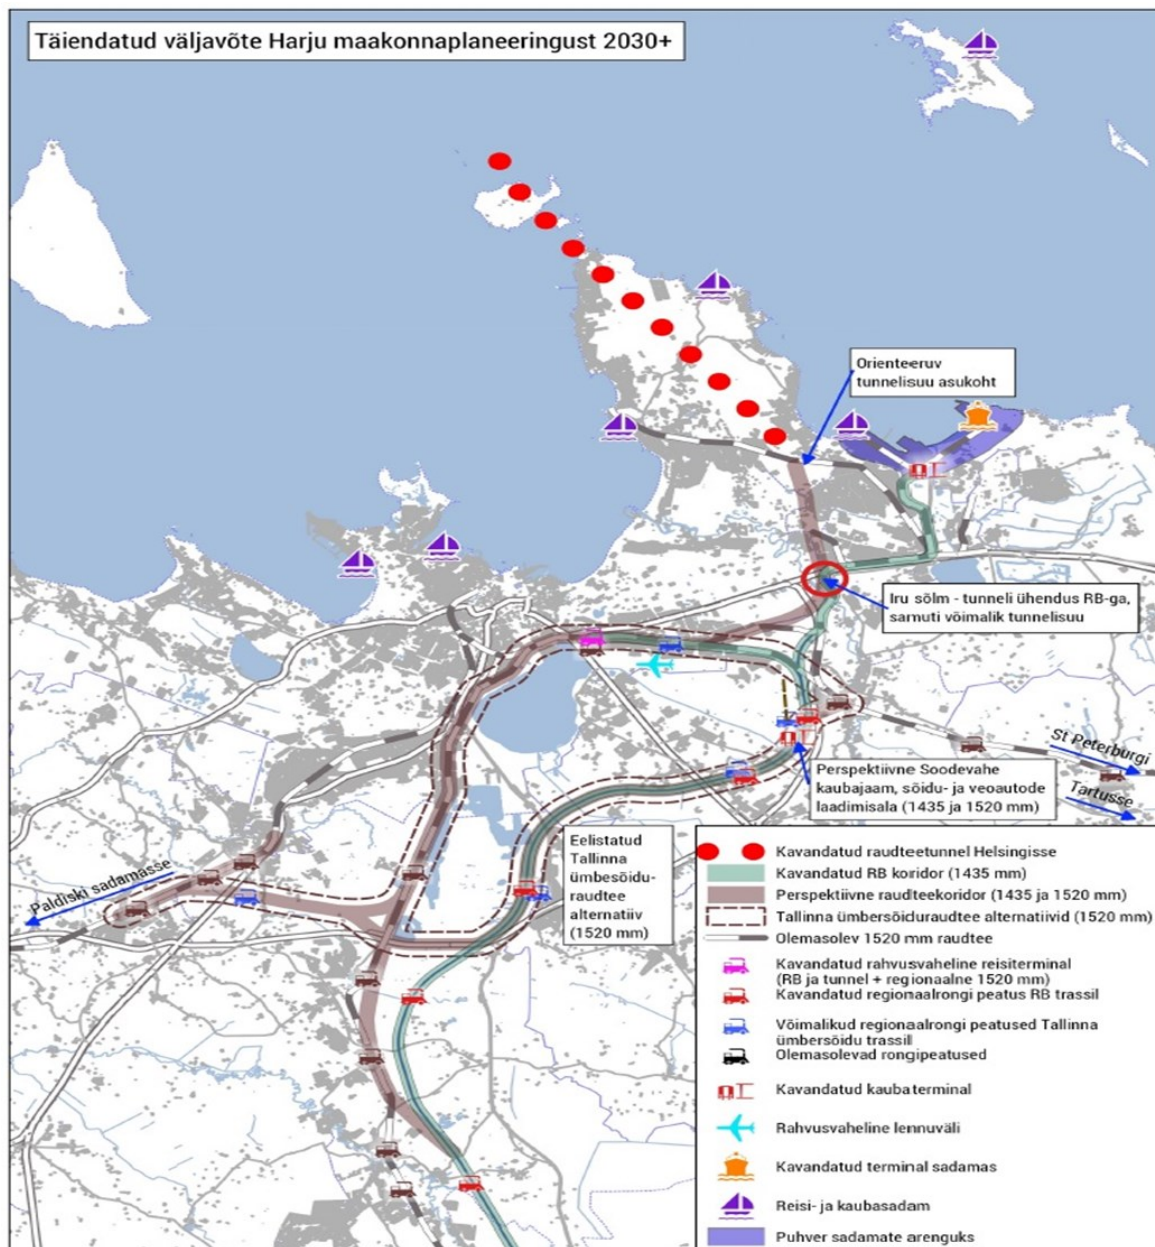 Täiendatud väljavõte Harju maakonnaplaneeringust 2030+
Orienteeruv
tunnelisuu asukoht
Iru sõlm - tunneli ühendus RB-ga,
samuti võimalik tunnelisuu
St Peterburgi
Tartusse
Perspektiivne Soodevahe
kaubajaam, sõidu- ja veoautode
laadimisala (1435 ja 1520 mm)
Eelistatud
Tallinna
ümbesõidu-
raudtee
alternatiiv
(1520 mm)
Paldiski sadamasse
Kavandatud raudteetunnel Helsingisse
Kavandatud RB koridor (1435 mm)
Perspektiivne raudteekoridor (1435 ja 1520 mm)
Tallinna ümbersõiduraudtee alternatiivid (1520 mm)
Olemasolev 1520 mm raudtee
Kavandatud rahvusvaheline reisiterminal
(RB ja tunnel + regionaalne 1520 mm)
Kavandatud regionaalrongi peatus RB trassil
Võimalikud regionaalrongi peatused Tallinna
ümbersõidu trassil
Olemasolevad rongipeatused
Kavandatud kaubaterminal
Rahvusvaheline lennuväli
Kavandatud terminal sadamas
Reisi- ja kaubasadam
Puhver sadamate arenguks